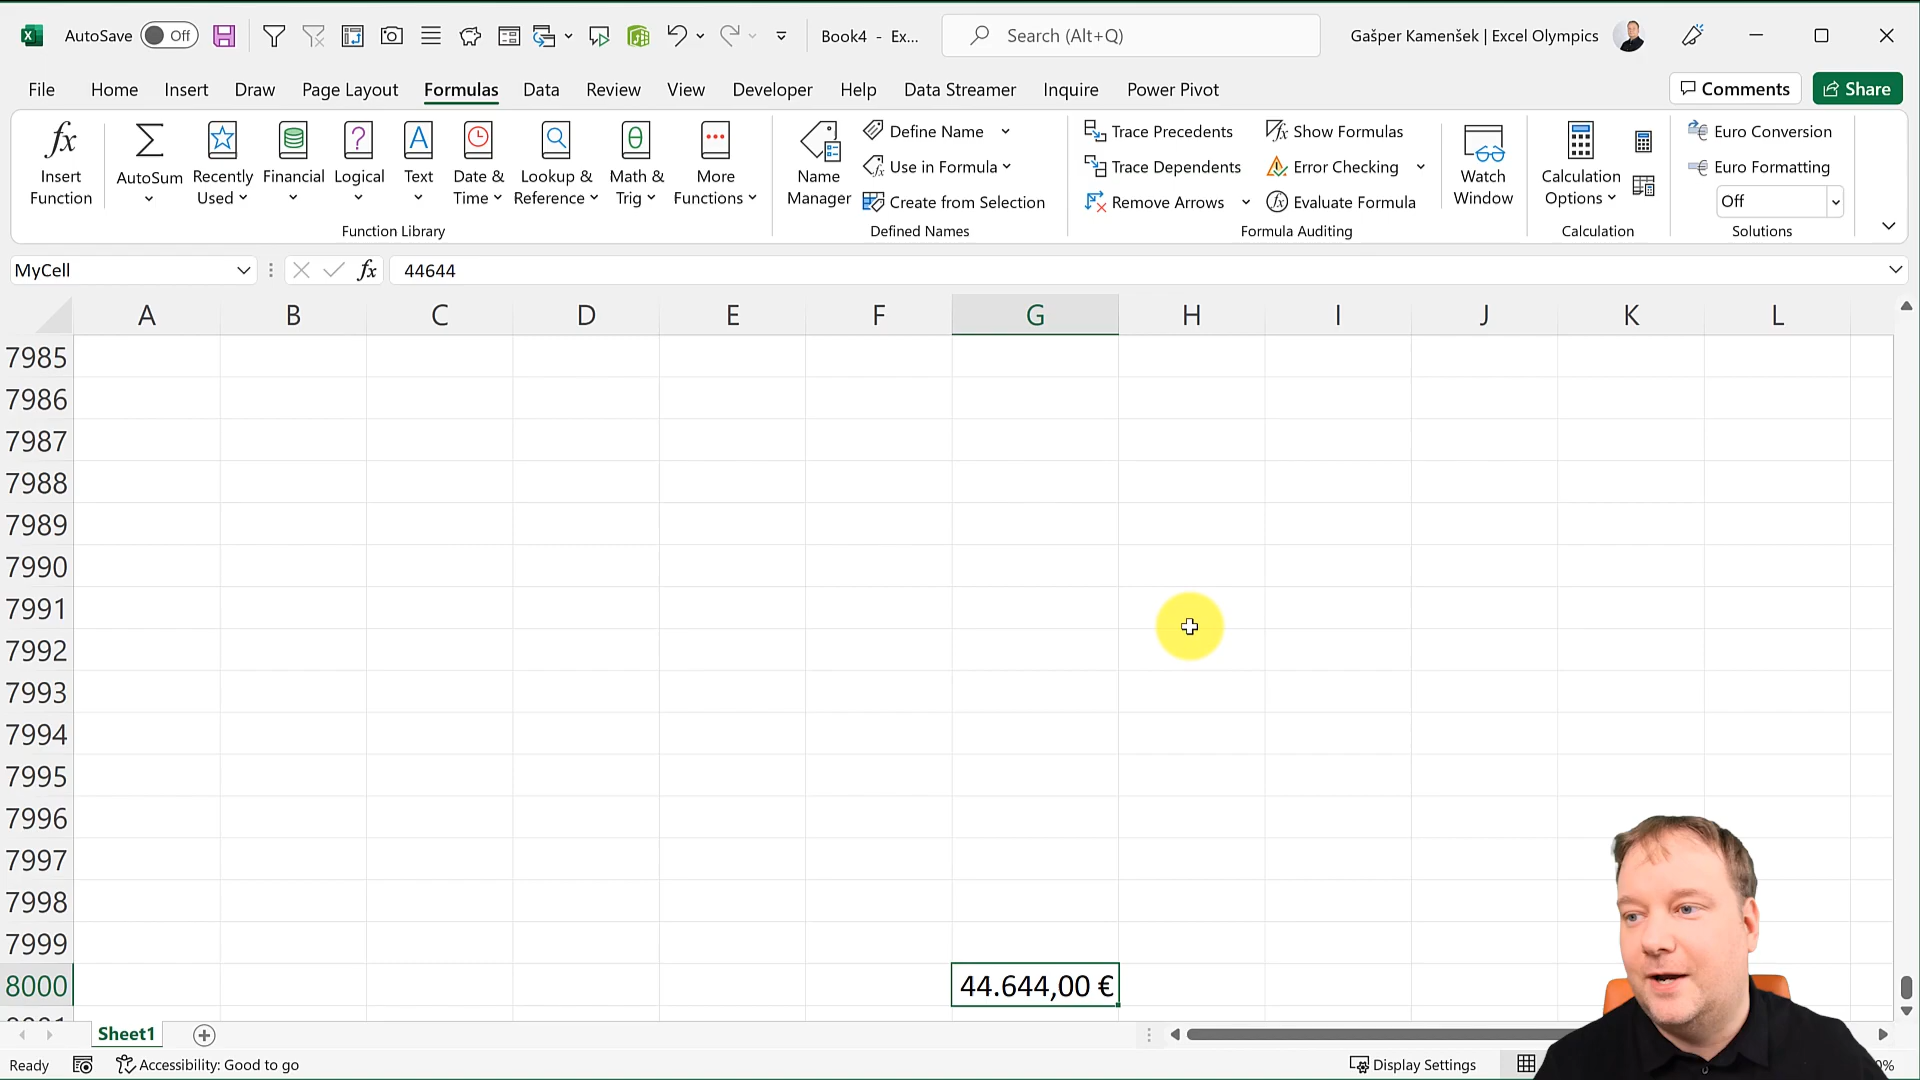 AutoSave Off Book4 - Ex... Search (Alt+Q) Gašper Kamenšek | Excel Olympics
File Home Insert Draw Page Layout Formulas Data Review View Developer Help Data Streamer Inquire Power Pivot Comments Share
Insert Function
AutoSum
Recently Used
Financial
Logical
Text
Date & Time
Lookup & Reference
Math & Trig
More Functions
Function Library
Name Manager
Define Name
Use in Formula
Create from Selection
Defined Names
Trace Precedents
Trace Dependents
Remove Arrows
Show Formulas
Error Checking
Evaluate Formula
Formula Auditing
Watch Window
Calculation Options
Calculation
Euro Conversion
Euro Formatting
Off
Solutions
MyCell fx 44644
A B C D E F G H I J K L
7985
7986
7987
7988
7989
7990
7991
7992
7993
7994
7995
7996
7997
7998
7999
8000 44.644,00 €
Sheet1
Ready Accessibility: Good to go Display Settings